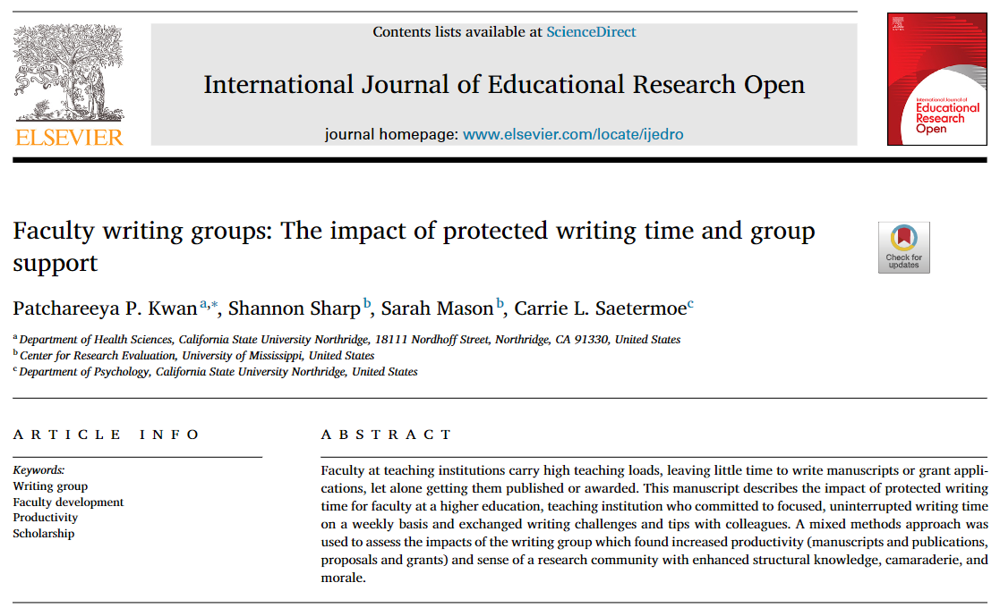 Contents lists available at ScienceDirect
International Journal of Educational Research Open
journal homepage: www.elsevier.com/locate/ijedro
ELSEVIER
International Journal of
Educational
Research
Open
Faculty writing groups: The impact of protected writing time and group
support
Check for
updates
Patchareeya P. Kwan a,*, Shannon Sharp b, Sarah Mason b, Carrie L. Saetermoe c
a Department of Health Sciences, California State University Northridge, 18111 Nordhoff Street, Northridge, CA 91330, United States
b Center for Research Evaluation, University of Mississippi, United States
c Department of Psychology, California State University Northridge, United States
ARTICLE INFO
Keywords:
Writing group
Faculty development
Productivity
Scholarship
ABSTRACT
Faculty at teaching institutions carry high teaching loads, leaving little time to write manuscripts or grant appli-
cations, let alone getting them published or awarded. This manuscript describes the impact of protected writing
time for faculty at a higher education, teaching institution who committed to focused, uninterrupted writing time
on a weekly basis and exchanged writing challenges and tips with colleagues. A mixed methods approach was
used to assess the impacts of the writing group which found increased productivity (manuscripts and publications,
proposals and grants) and sense of a research community with enhanced structural knowledge, camaraderie, and
morale.